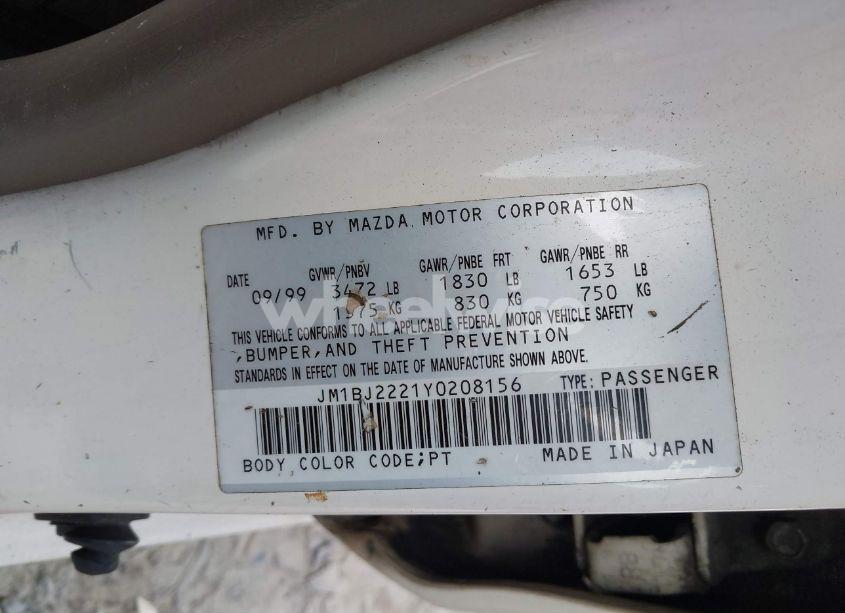 MFD. BY MAZDA MOTOR CORPORATION
DATE GVWR/PNBV GAWR/PNBE FRT GAWR/PNBE RR
09/99 3472 LB 1830 LB 1653 LB
1575 KG 830 KG 750 KG
THIS VEHICLE CONFORMS TO ALL APPLICABLE FEDERAL MOTOR VEHICLE SAFETY
,BUMPER,AND THEFT PREVENTION
STANDARDS IN EFFECT ON THE DATE OF MANUFACTURE SHOWN ABOVE.
JM1BJ2221Y0208156 TYPE: PASSENGER
BODY COLOR CODE;PT MADE IN JAPAN